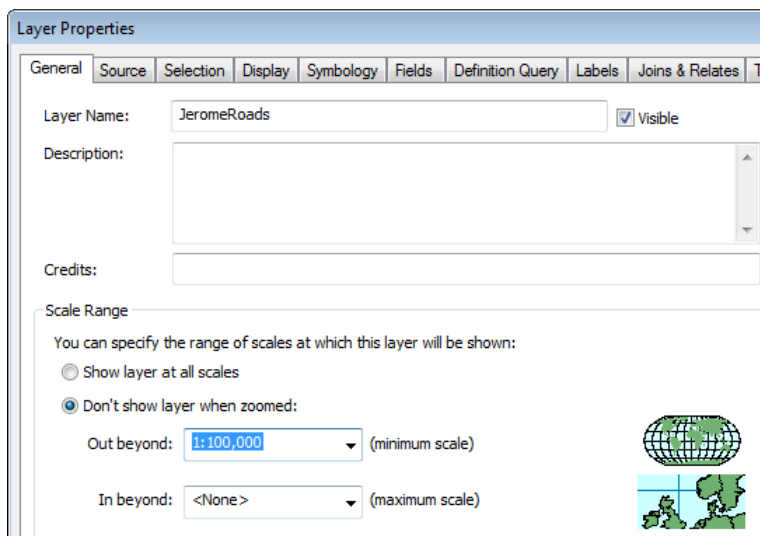 Layer Properties
General Source Selection Display Symbology Fields Definition Query Labels Joins & Relates
Layer Name: JeromeRoads Visible
Description:
Credits:
Scale Range
You can specify the range of scales at which this layer will be shown:
Show layer at all scales
Don't show layer when zoomed:
Out beyond: 1:100,000 (minimum scale)
In beyond: <None> (maximum scale)